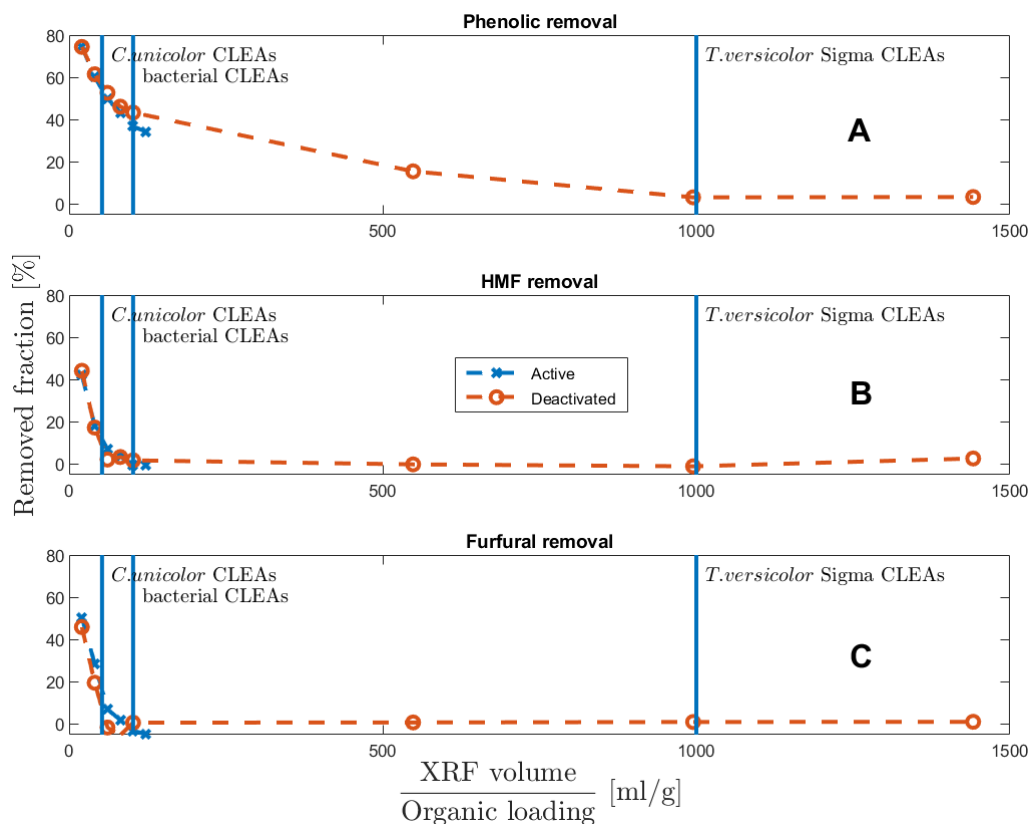 Phenolic removal
80
60
40
20
0
C.unicolor CLEAs
bacterial CLEAs
T.versicolor Sigma CLEAs
A
0 500 1000 1500
HMF removal
80
60
40
20
0
C.unicolor CLEAs
bacterial CLEAs
T.versicolor Sigma CLEAs
Active
Deactivated
B
0 500 1000 1500
Furfural removal
80
60
40
20
0
C.unicolor CLEAs
bacterial CLEAs
T.versicolor Sigma CLEAs
C
0 500 1000 1500
Removed fraction [%]
XRF volume
Organic loading [ml/g]